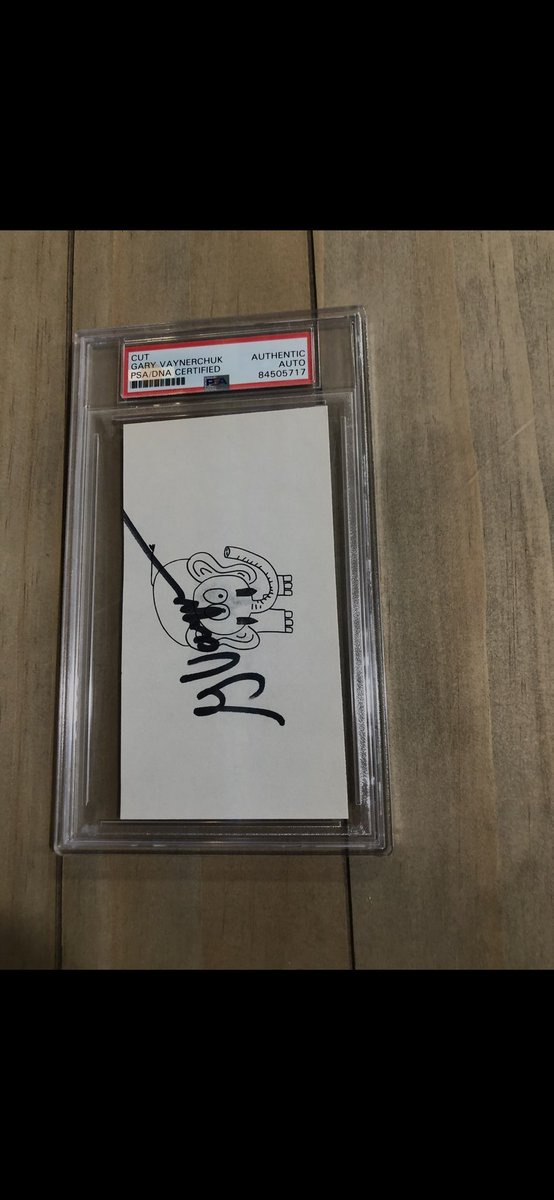 CUT
GARY VAYNERCHUK
PSA/DNA CERTIFIED
AUTHENTIC
AUTO
84505717
PSA